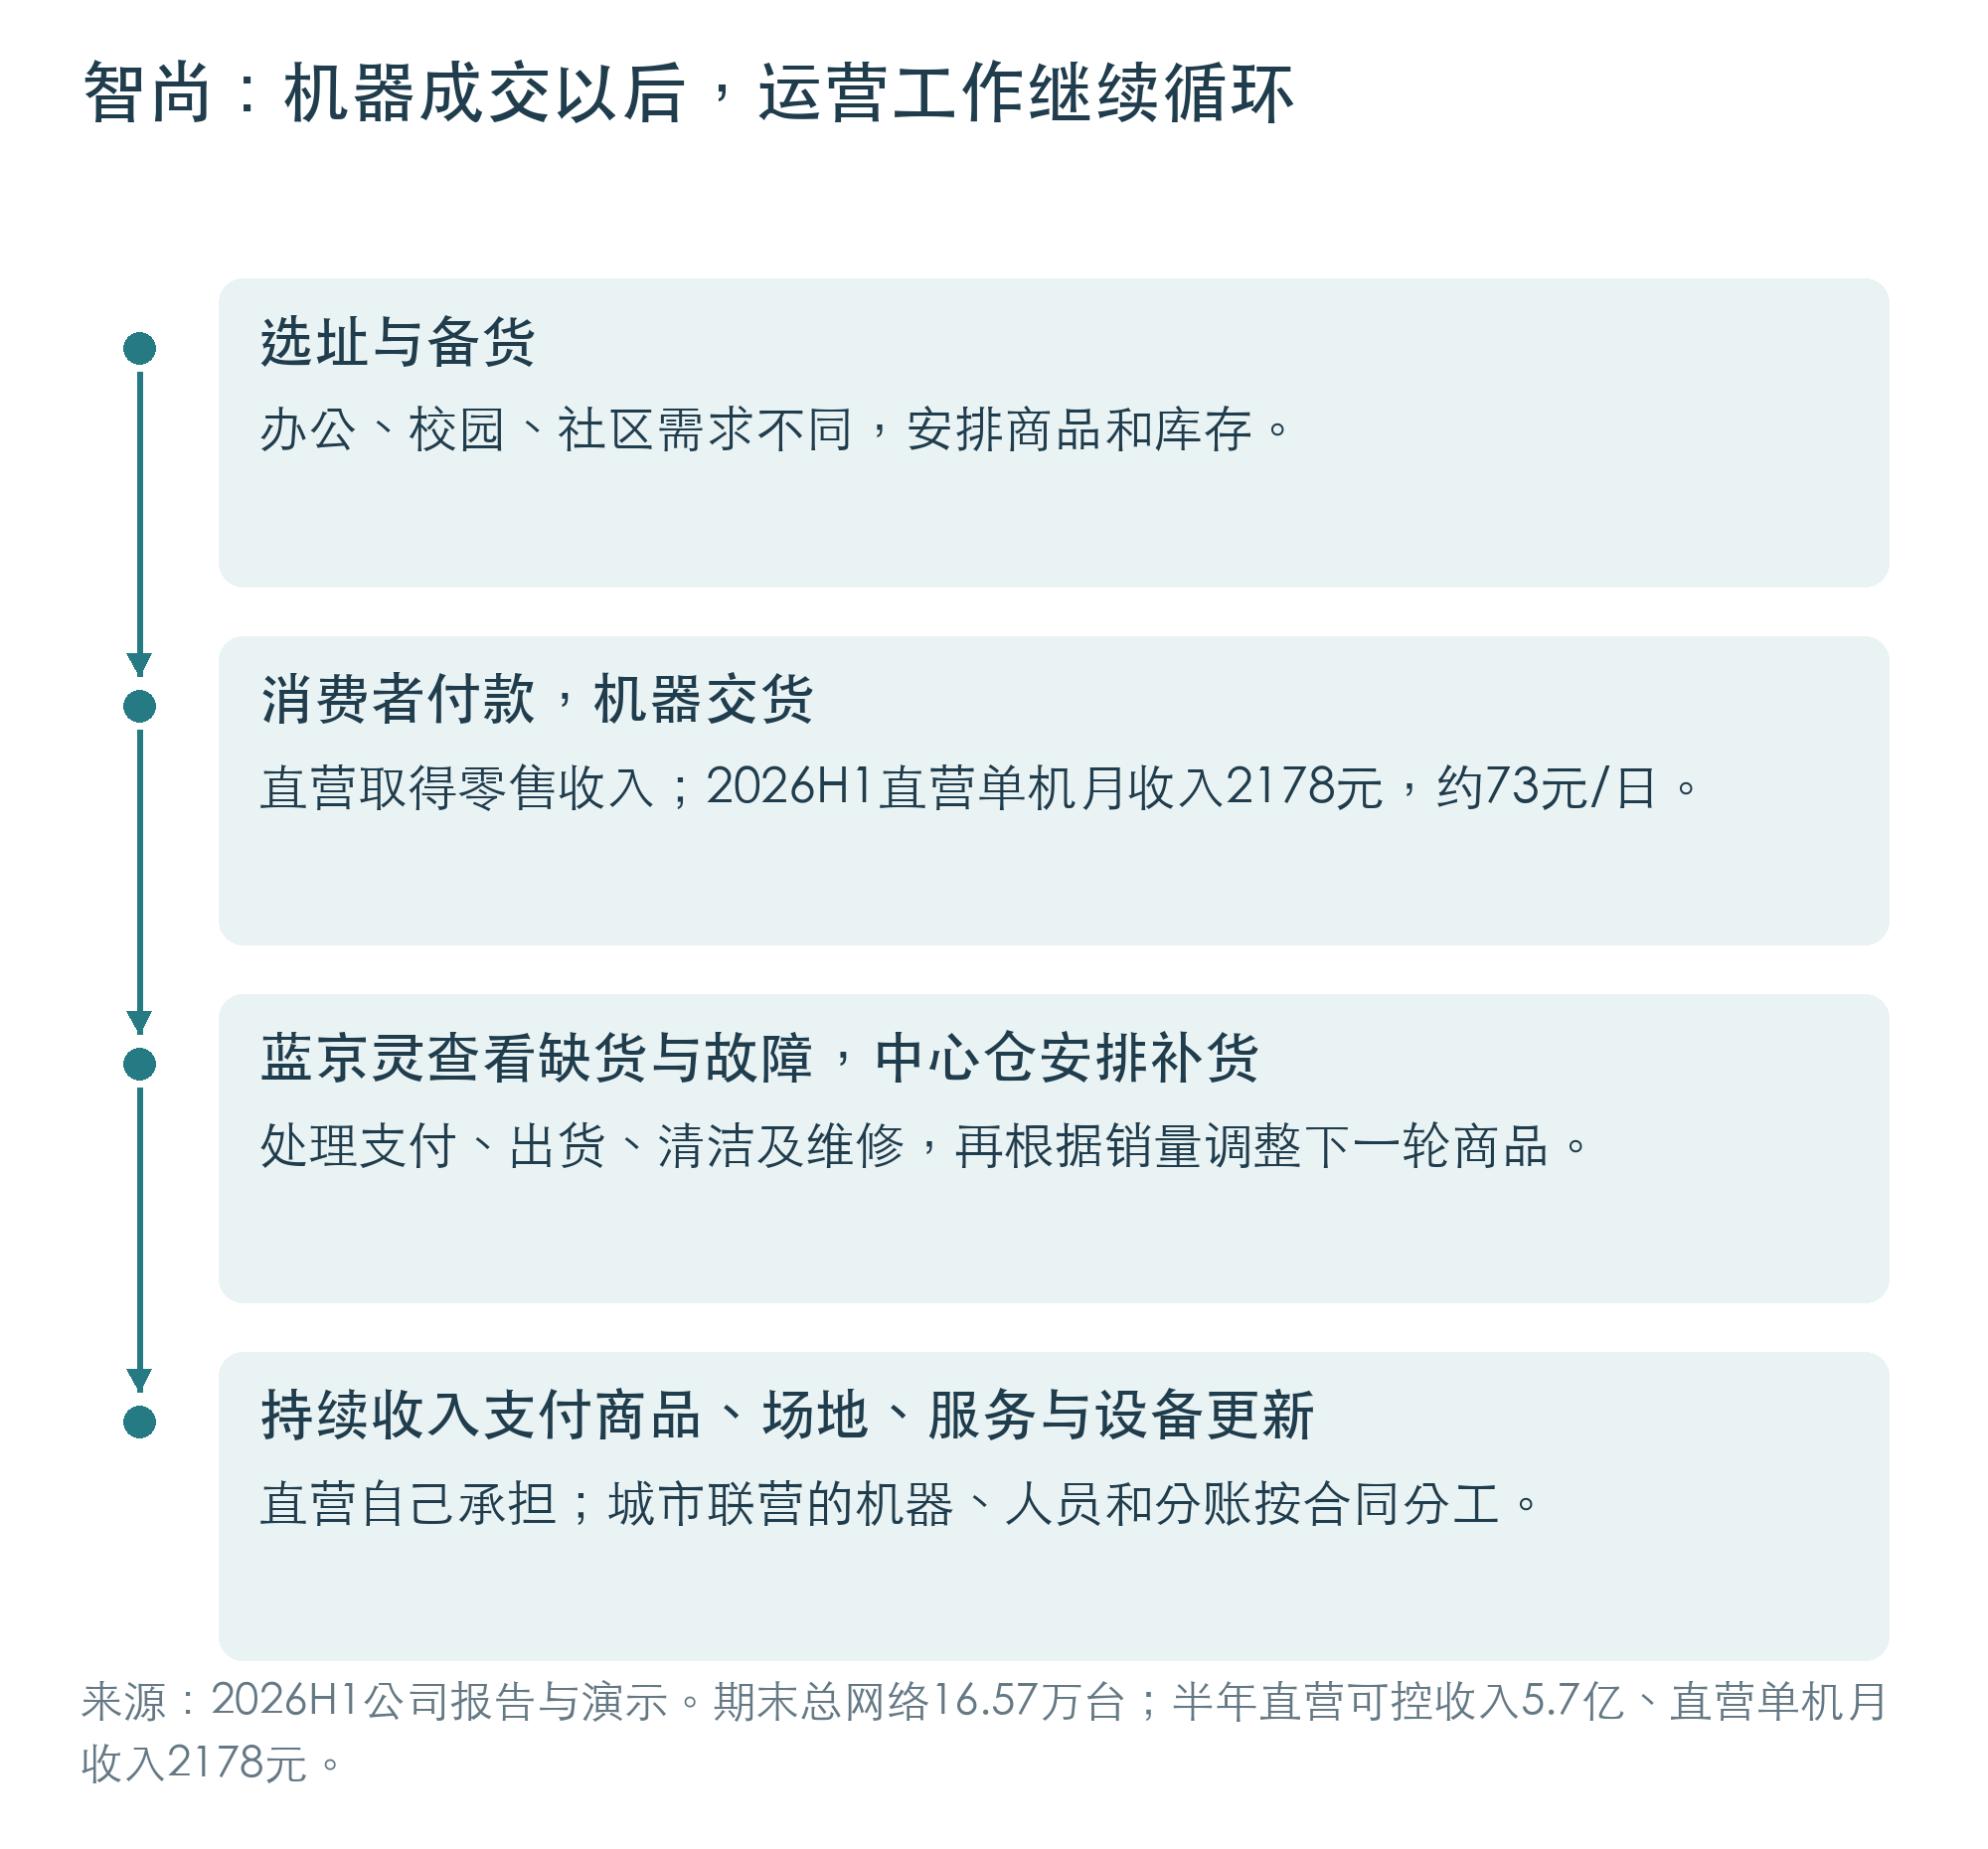 智尚：机器成交以后，运营工作继续循环
选址与备货
办公、校园、社区需求不同，安排商品和库存。
消费者付款，机器交货
直营取得零售收入；2026H1直营单机月收入2178元，约73元/日。
蓝京灵查看缺货与故障，中心仓安排补货
处理支付、出货、清洁及维修，再根据销量调整下一轮商品。
持续收入支付商品、场地、服务与设备更新
直营自己承担；城市联营的机器、人员和分账按合同分工。
来源：2026H1公司报告与演示。期末总网络16.57万台；半年直营可控收入5.7亿、直营单机月
收入2178元。